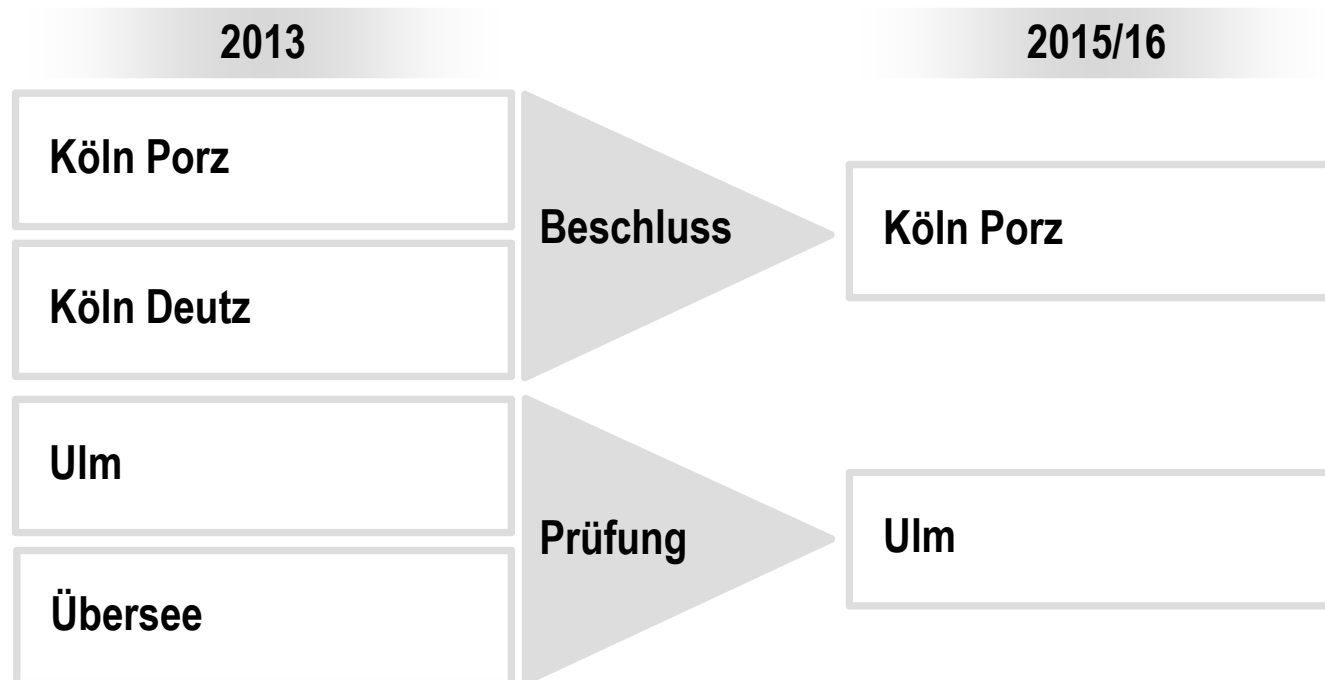 2013
2015/16
Köln Porz
Köln Deutz
Beschluss
Köln Porz
Ulm
Übersee
Prüfung
Ulm